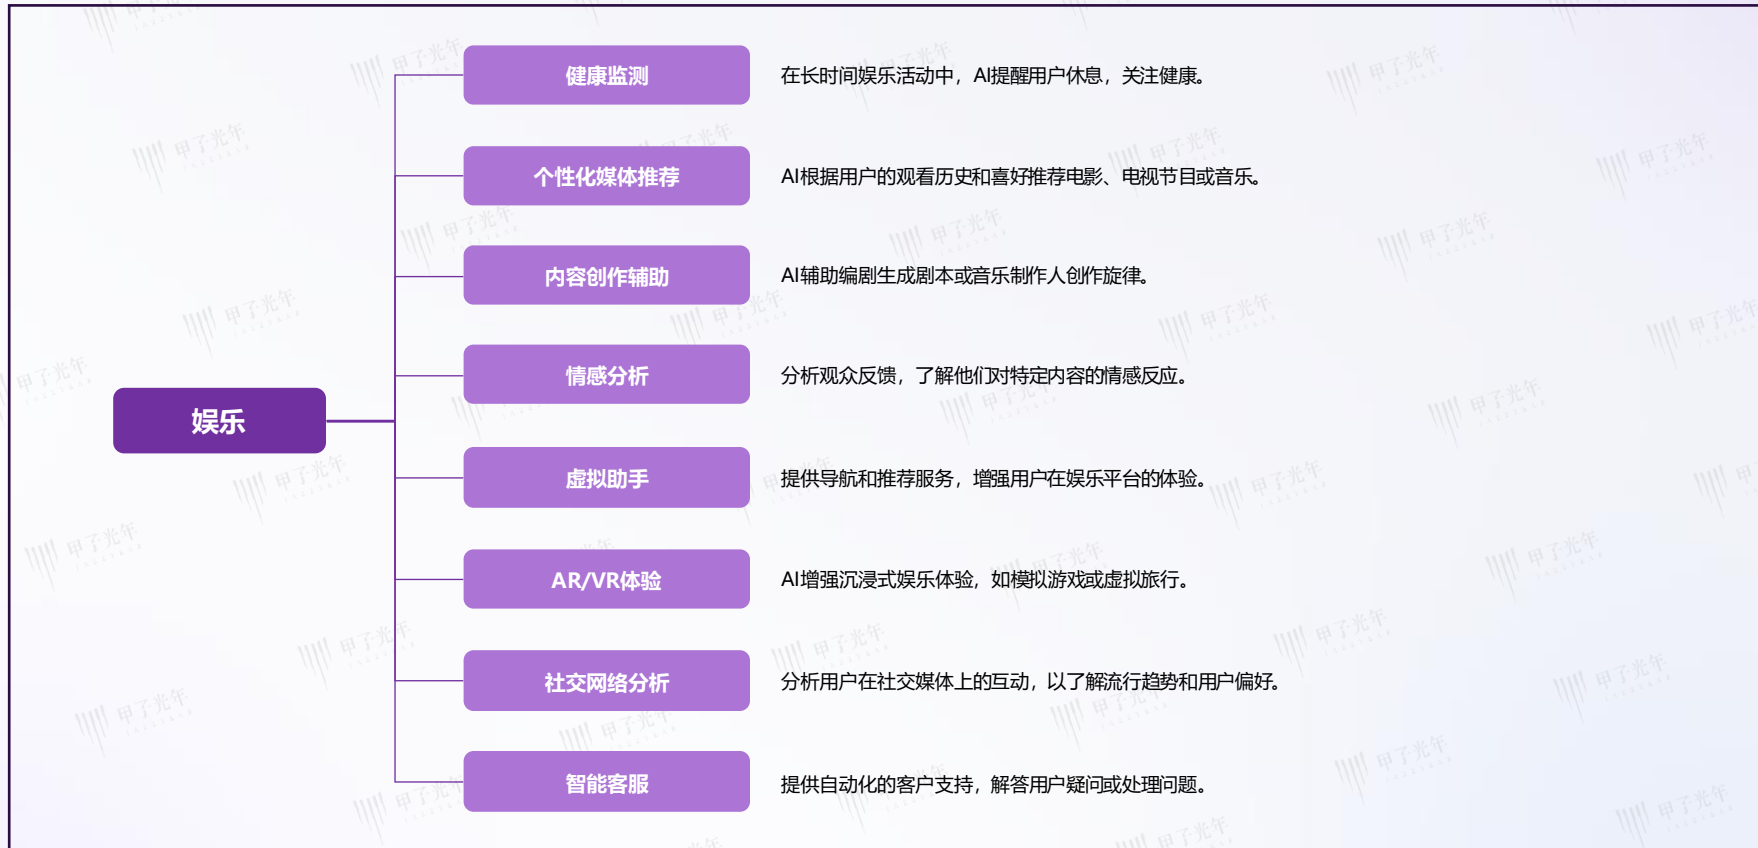 健康监测
在长时间娱乐活动中，AI提醒用户休息，关注健康。
个性化媒体推荐
AI根据用户的观看历史和喜好推荐电影、电视节目或音乐。
内容创作辅助
AI辅助编剧生成剧本或音乐制作人创作旋律。
情感分析
分析观众反馈，了解他们对特定内容的情感反应。
娱乐
虚拟助手
提供导航和推荐服务，增强用户在娱乐平台的体验。
AR/VR体验
AI增强沉浸式娱乐体验，如模拟游戏或虚拟旅行。
社交网络分析
分析用户在社交媒体上的互动，以了解流行趋势和用户偏好。
智能客服
提供自动化的客户支持，解答用户疑问或处理问题。
甲子光年